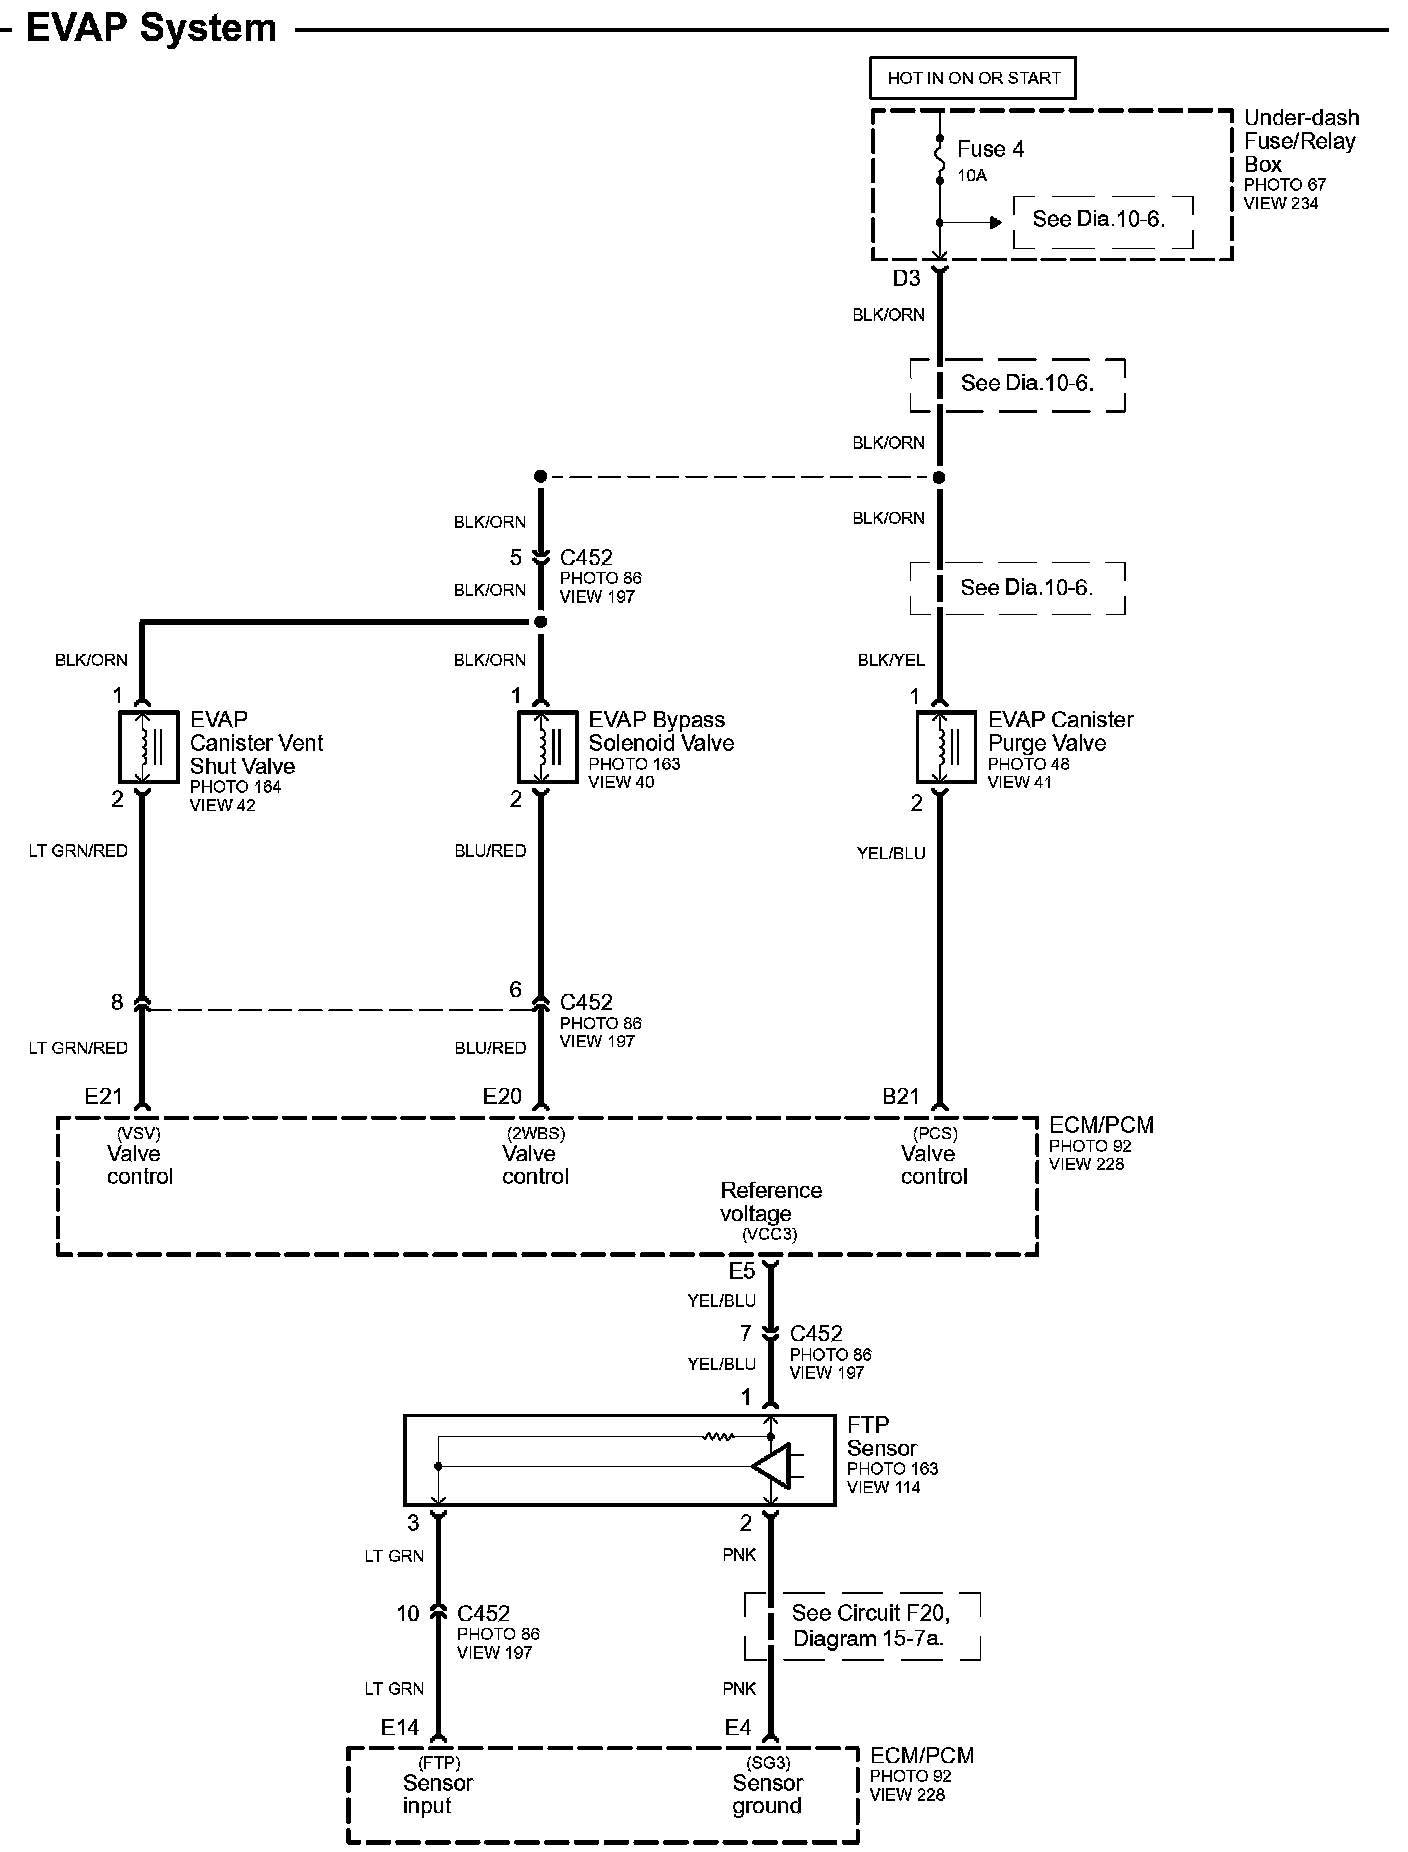 EVAP System
HOT IN ON OR START
Under-dash
Fuse/Relay
Box
PHOTO 67
VIEW 234
Fuse 4
10A
See Dia.10-6.
D3
BLK/ORN
See Dia.10-6.
BLK/ORN
BLK/ORN
BLK/ORN
5
C452
PHOTO 86
VIEW 197
BLK/ORN
See Dia.10-6.
BLK/ORN
BLK/ORN
BLK/YEL
1
EVAP
Canister Vent
Shut Valve
PHOTO 164
VIEW 42
2
1
EVAP Bypass
Solenoid Valve
PHOTO 163
VIEW 40
2
1
EVAP Canister
Purge Valve
PHOTO 48
VIEW 41
2
LT GRN/RED
BLU/RED
YEL/BLU
8
6
C452
PHOTO 86
VIEW 197
LT GRN/RED
BLU/RED
E21
E20
B21
ECM/PCM
PHOTO 92
VIEW 228
(VSV)
Valve
control
(2WBS)
Valve
control
(PCS)
Valve
control
Reference
voltage
(VCC3)
E5
YEL/BLU
7
C452
PHOTO 86
VIEW 197
YEL/BLU
1
FTP
Sensor
PHOTO 163
VIEW 114
3
2
LT GRN
PNK
10
C452
PHOTO 86
VIEW 197
See Circuit F20,
Diagram 15-7a.
LT GRN
PNK
E14
E4
ECM/PCM
PHOTO 92
VIEW 228
(FTP)
Sensor
input
(SG3)
Sensor
ground